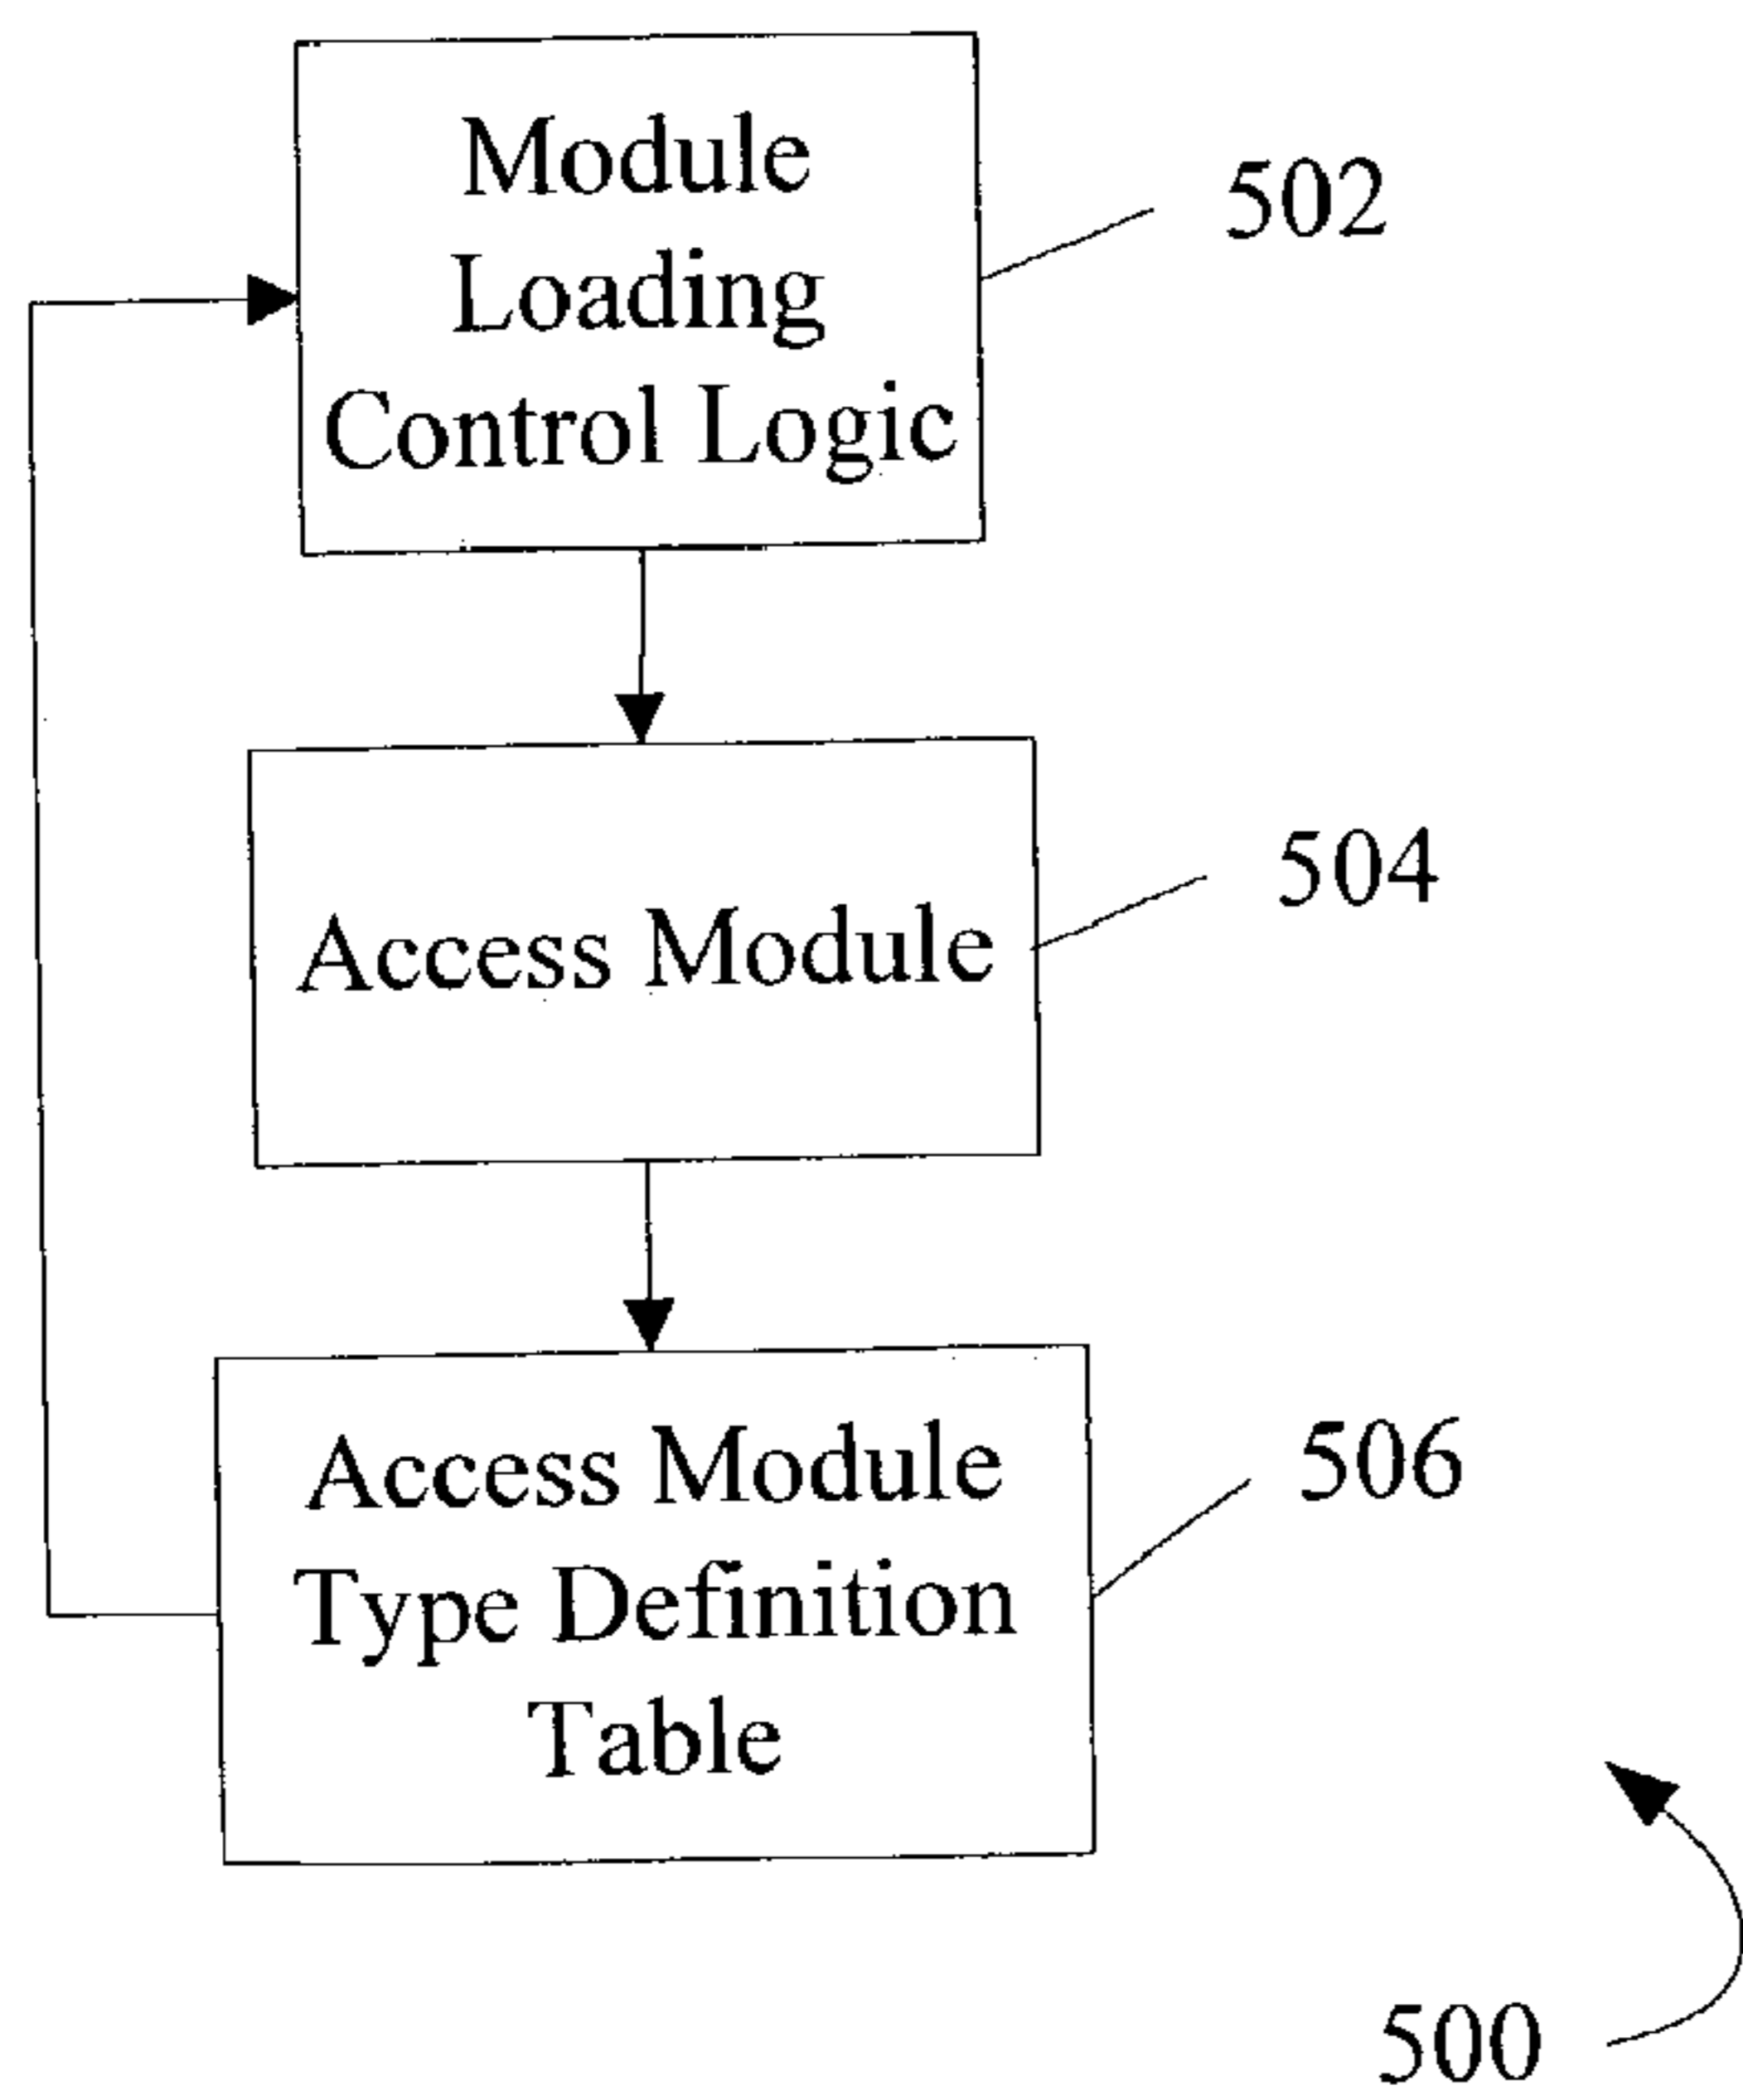 Module
Loading
Control Logic
502
Access Module
504
Access Module
Type Definition
Table
506
500